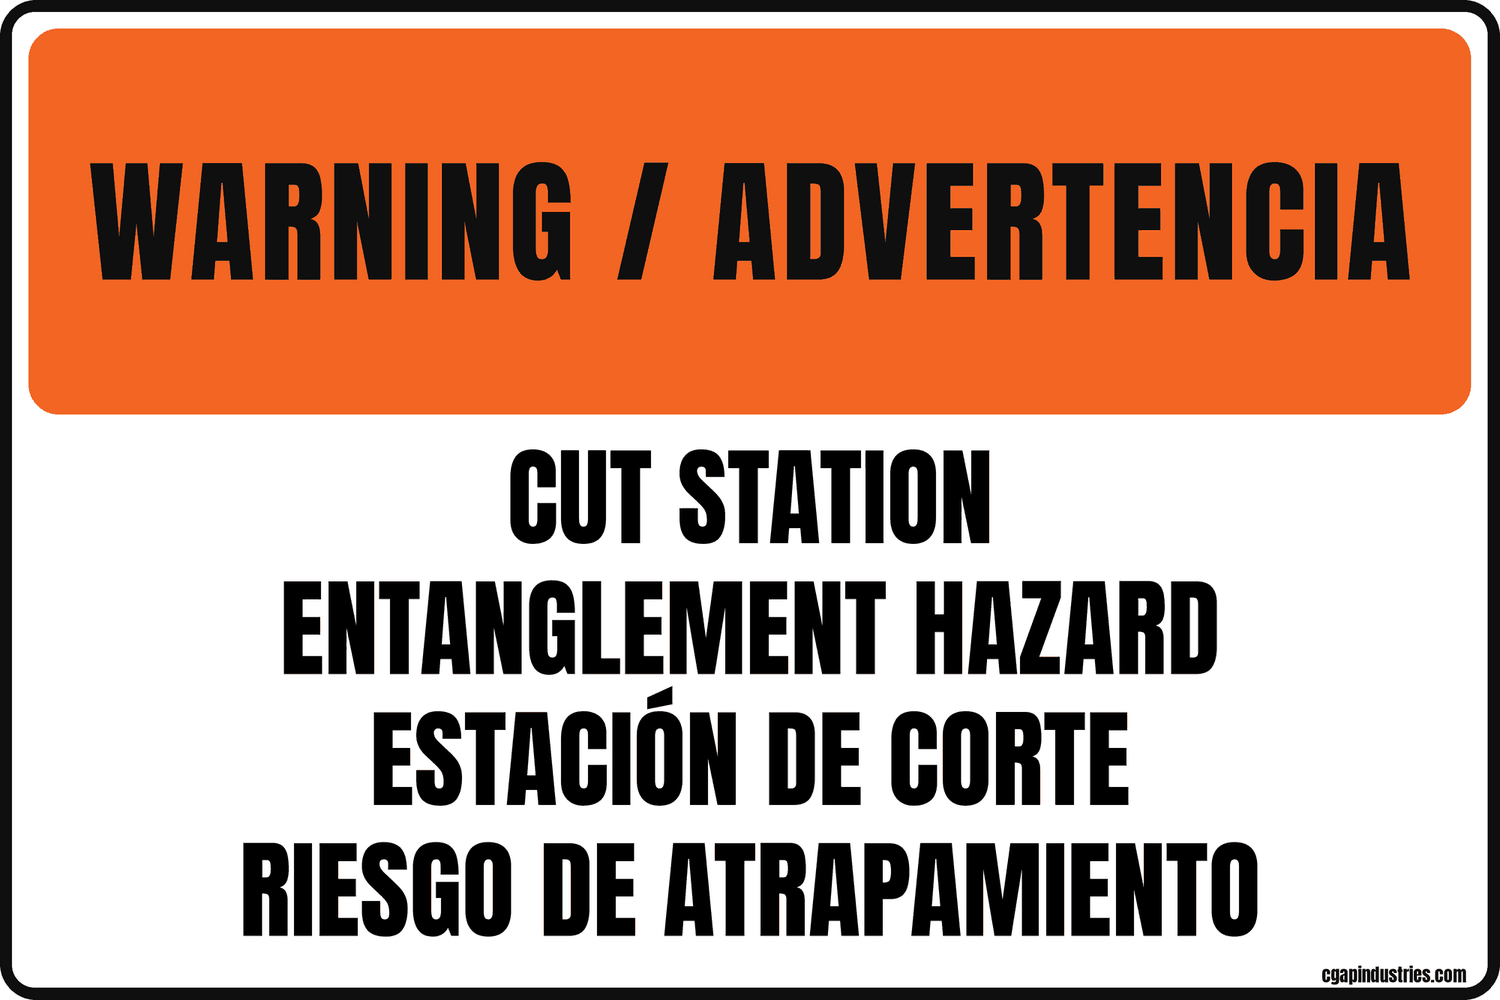 WARNING / ADVERTENCIA
CUT STATION
ENTANGLEMENT HAZARD
ESTACIÓN DE CORTE
RIESGO DE ATRAPAMIENTO
cgapindustries.com